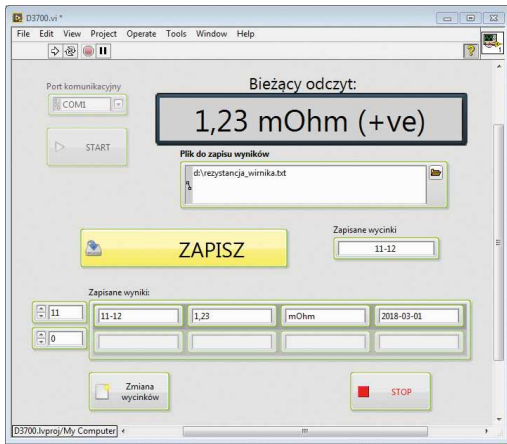 D3700.vi *
File Edit View Project Operate Tools Window Help
Port komunikacyjny
COM1
START
Bieżący odczyt:
1,23 mOhm (+ve)
Plik do zapisu wyników
d:\rezystancja_wirnika.txt
ZAPISZ
Zapisane wycinki
11-12
Zapisane wyniki:
11
11-12 1,23 mOhm 2018-03-01
0
Zmiana
wycinków
STOP
D3700.lvproj/My Computer